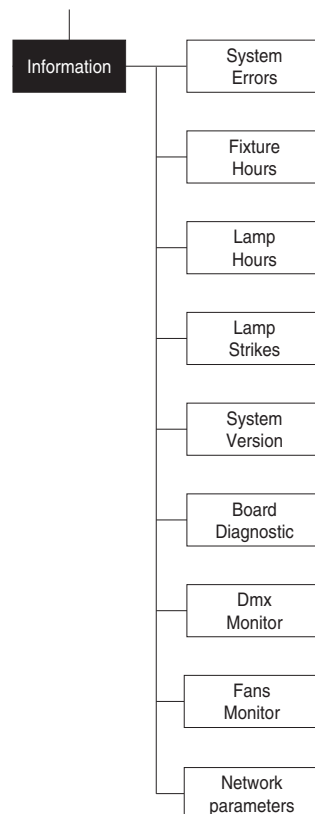 Information
System
Errors
Fixture
Hours
Lamp
Hours
Lamp
Strikes
System
Version
Board
Diagnostic
Dmx
Monitor
Fans
Monitor
Network
parameters